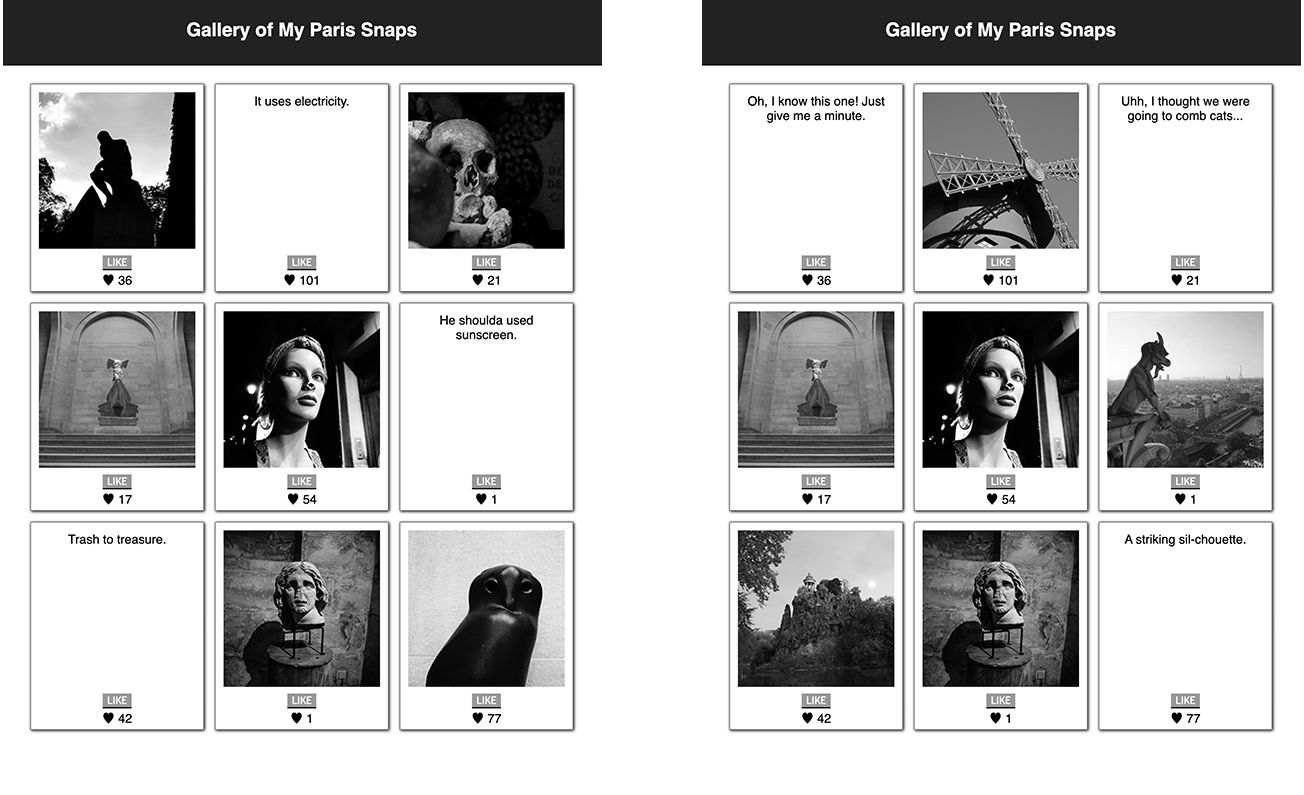 Gallery of My Paris Snaps
It uses electricity.
LIKE
♥ 36
LIKE
♥ 101
LIKE
♥ 21
He shoulda used
sunscreen.
LIKE
♥ 17
LIKE
♥ 54
LIKE
♥ 1
Trash to treasure.
LIKE
♥ 42
LIKE
♥ 1
LIKE
♥ 77
Gallery of My Paris Snaps
Oh, I know this one! Just
give me a minute.
Uhh, I thought we were
going to comb cats...
LIKE
♥ 36
LIKE
♥ 101
LIKE
♥ 21
LIKE
♥ 17
LIKE
♥ 54
LIKE
♥ 1
A striking sil-chouette.
LIKE
♥ 42
LIKE
♥ 1
LIKE
♥ 77